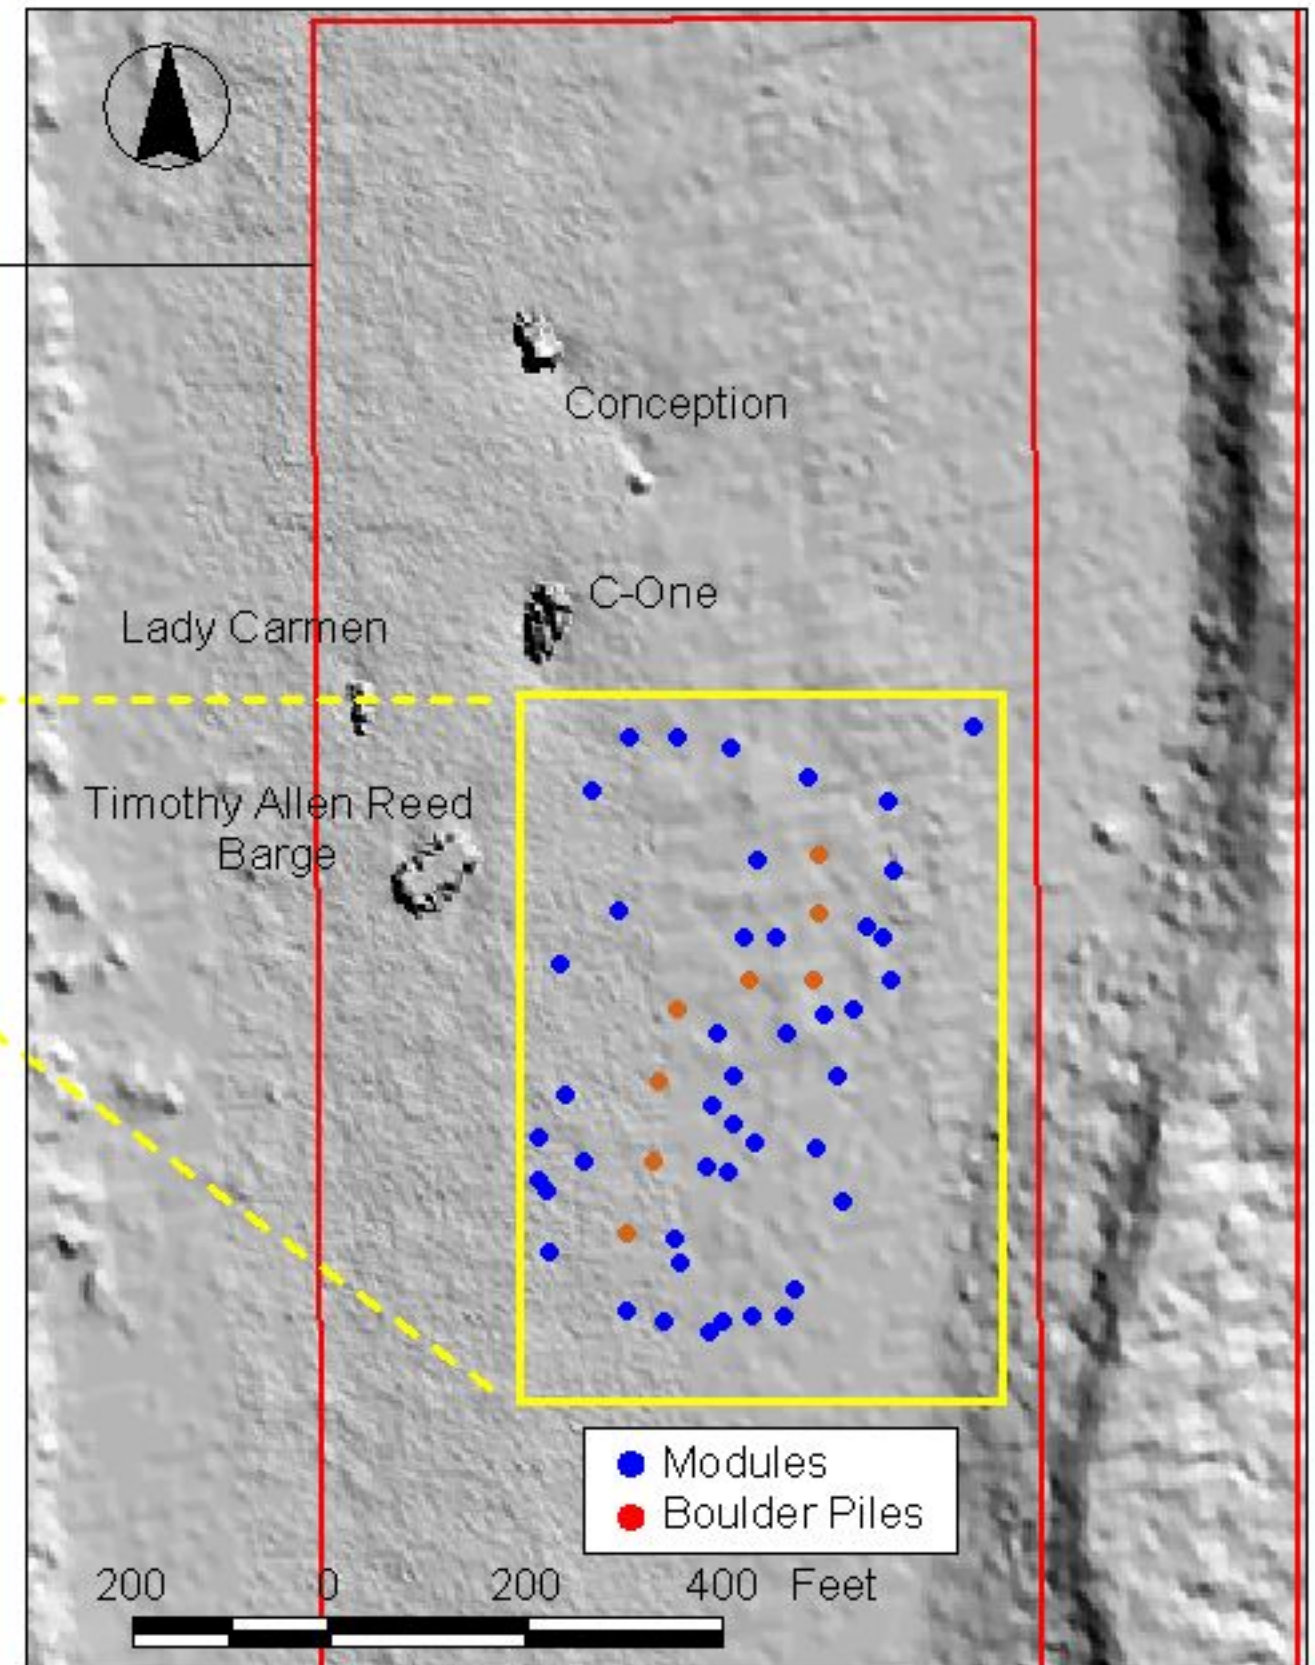 Conception
C-One
Lady Carmen
Timothy Allen Reed
Barge
Modules
Boulder Piles
200 0 200 400 Feet